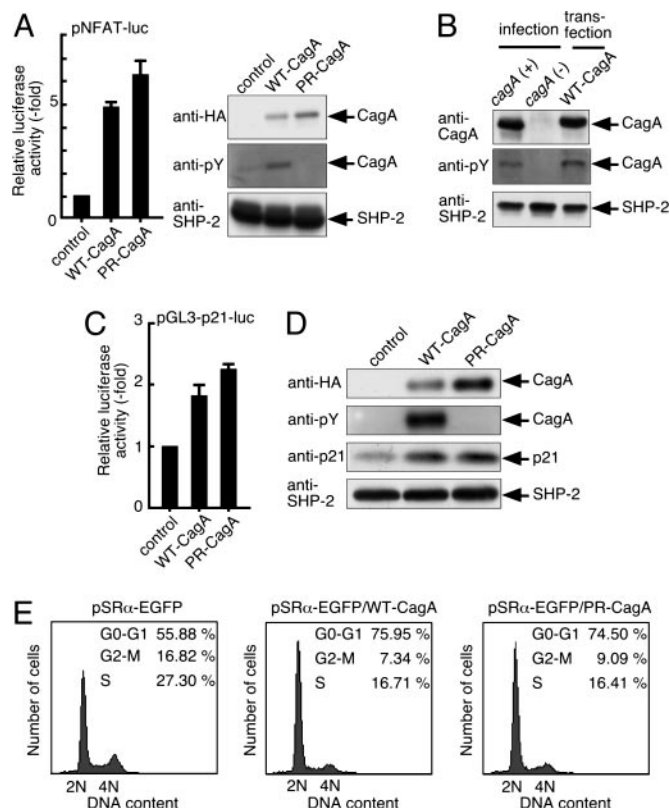 A
pNFAT-luc
Relative luciferase
activity (-fold)
5
0
control
WT-CagA
PR-CagA
control
WT-CagA
PR-CagA
anti-HA
CagA
anti-pY
CagA
anti-
SHP-2
SHP-2
B
infection
trans-
fection
cagA (+)
cagA (-)
WT-CagA
anti-
CagA
CagA
anti-pY
CagA
anti-
SHP-2
SHP-2
C
pGL3-p21-luc
Relative luciferase
activity (-fold)
3
2
1
0
control
WT-CagA
PR-CagA
D
control
WT-CagA
PR-CagA
anti-HA
CagA
anti-pY
CagA
anti-p21
p21
anti-
SHP-2
SHP-2
E
pSRα-EGFP
G0-G1 55.88 %
G2-M 16.82 %
S 27.30 %
Number of cells
2N 4N
DNA content
pSRα-EGFP/WT-CagA
G0-G1 75.95 %
G2-M 7.34 %
S 16.71 %
Number of cells
2N 4N
DNA content
pSRα-EGFP/PR-CagA
G0-G1 74.50 %
G2-M 9.09 %
S 16.41 %
Number of cells
2N 4N
DNA content